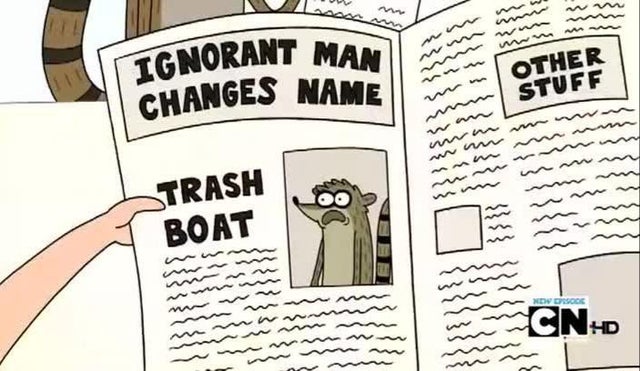 IGNORANT MAN
CHANGES NAME
TRASH
BOAT
OTHER
STUFF
NEW EPISODE
CN HD